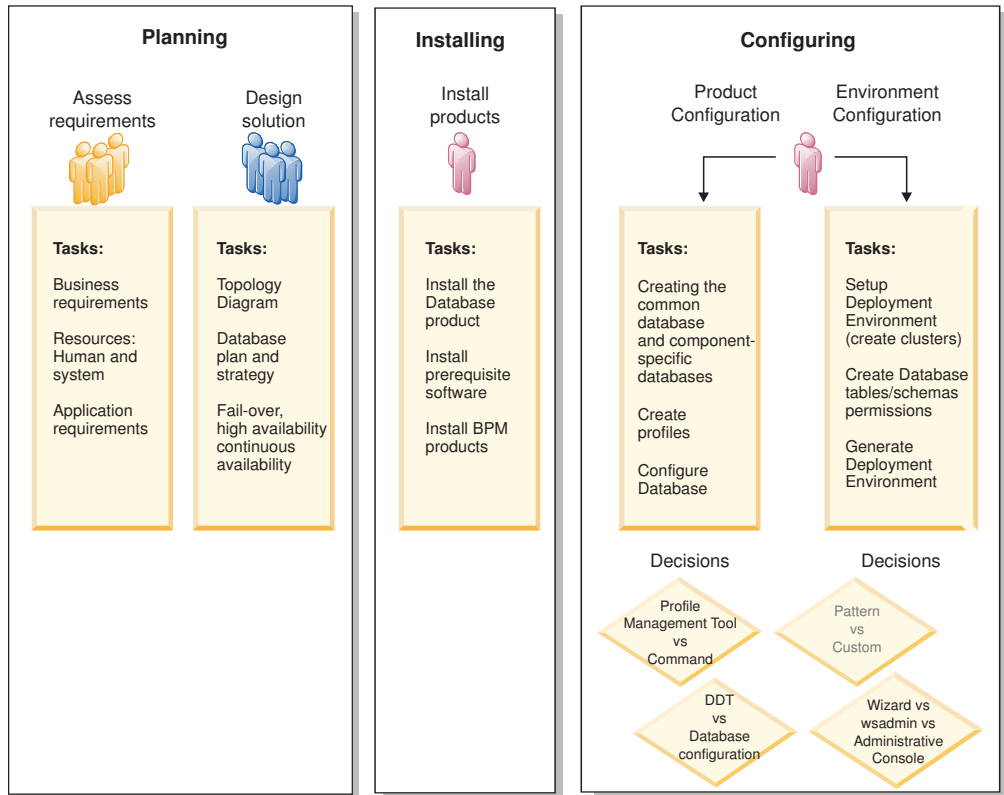 Planning
Assess
requirements
Design
solution
Tasks:
Business
requirements
Resources:
Human and
system
Application
requirements
Tasks:
Topology
Diagram
Database
plan and
strategy
Fail-over,
high availability
continuous
availability
Installing
Install
products
Tasks:
Install the
Database
product
Install
prerequisite
software
Install BPM
products
Configuring
Product
Configuration
Environment
Configuration
Tasks:
Creating the
common
database
and component-
specific
databases
Create
profiles
Configure
Database
Tasks:
Setup
Deployment
Environment
(create clusters)
Create Database
tables/schemas
permissions
Generate
Deployment
Environment
Decisions
Profile
Management Tool
vs
Command
DDT
vs
Database
configuration
Decisions
Pattern
vs
Custom
Wizard vs
wsadmin vs
Administrative
Console